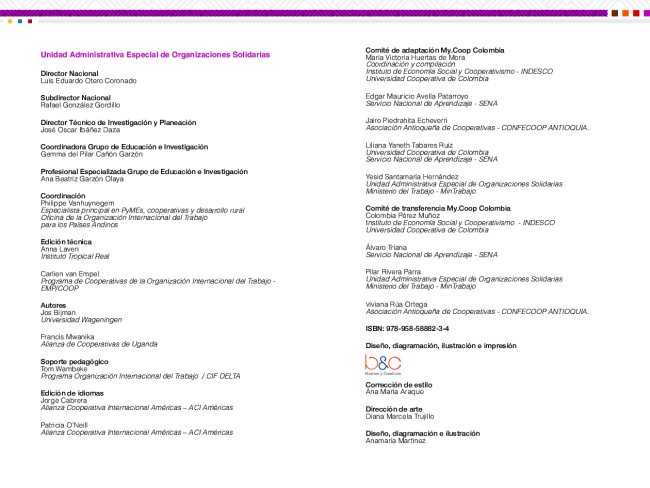 Unidad Administrativa Especial de Organizaciones Solidarias
Director Nacional
Luis Eduardo Otero Coronado
Subdirector Nacional
Rafael González Gordillo
Director Técnico de Investigación y Planeación
José Oscar Ibáñez Daza
Coordinadora Grupo de Educación e Investigación
Gemma del Pilar Cañón Garzón
Profesional Especializada Grupo de Educación e Investigación
Ana Beatriz Garzón Olaya
Coordinación
Philippe Vanhuynegem
Especialista principal en PyMEs, cooperativas y desarrollo rural
Oficina de la Organización Internacional del Trabajo
para los Países Andinos
Edición técnica
Anna Laven
Instituto Tropical Real
Carlien van Empel
Programa de Cooperativas de la Organización Internacional del Trabajo -
EMP/COOP
Autores
Jos Bijman
Universidad Wageningen
Francis Mwanika
Alianza de Cooperativas de Uganda
Soporte pedagógico
Tom Wambeke
Programa Organización Internacional del Trabajo / CIF DELTA
Edición de idiomas
Jorge Cabrera
Alianza Cooperativa Internacional Américas – ACI Américas
Patricia O'Neill
Alianza Cooperativa Internacional Américas – ACI Américas
Comité de adaptación My.Coop Colombia
Maria Victoria Huertas de Mora
Coordinación y compilación
Instituto de Economía Social y Cooperativismo - INDESCO
Universidad Cooperativa de Colombia
Edgar Mauricio Avella Patarroyo
Servicio Nacional de Aprendizaje - SENA
Jairo Piedrahita Echeverri
Asociación Antioqueña de Cooperativas - CONFECOOP ANTIOQUIA.
Liliana Yaneth Tabares Ruiz
Universidad Cooperativa de Colombia
Servicio Nacional de Aprendizaje - SENA
Yesid Santamaria Hernández
Unidad Administrativa Especial de Organizaciones Solidarias
Ministerio del Trabajo - MinTrabajo
Comité de transferencia My.Coop Colombia
Colombia Pérez Muñoz
Instituto de Economía Social y Cooperativismo - INDESCO
Universidad Cooperativa de Colombia
Álvaro Triana
Servicio Nacional de Aprendizaje - SENA
Pilar Rivera Parra
Unidad Administrativa Especial de Organizaciones Solidarias
Ministerio del Trabajo - MinTrabajo
Viviana Rúa Ortega
Asociación Antioqueña de Cooperativas - CONFECOOP ANTIOQUIA.
ISBN: 978-958-58882-3-4
Diseño, diagramación, ilustración e impresión
b&c
Buenos y Creativos
Corrección de estilo
Ana María Araque
Dirección de arte
Diana Marcela Trujillo
Diseño, diagramación e ilustración
Anamaria Martínez